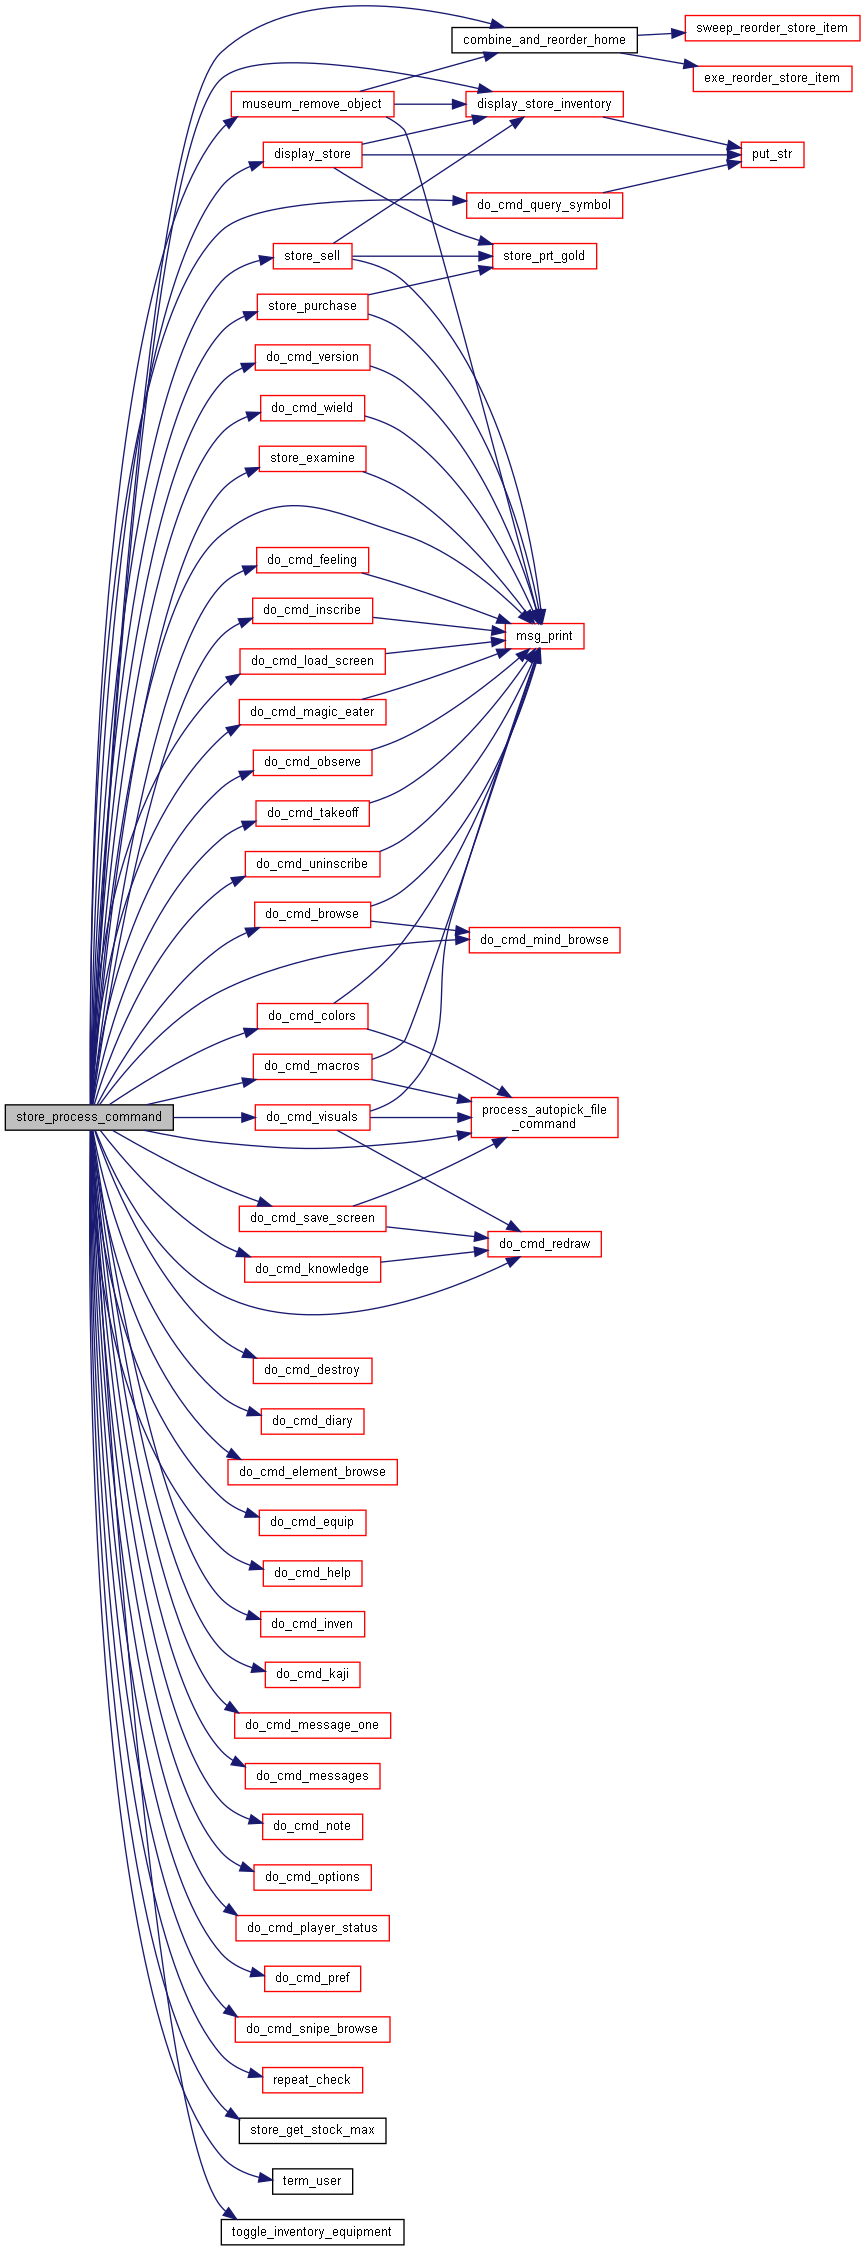 sweep_reorder_store_item
combine_and_reorder_home
exe_reorder_store_item
museum_remove_object
display_store_inventory
display_store
put_str
do_cmd_query_symbol
store_sell
store_prt_gold
store_purchase
do_cmd_version
do_cmd_wield
store_examine
do_cmd_feeling
do_cmd_inscribe
msg_print
do_cmd_load_screen
do_cmd_magic_eater
do_cmd_observe
do_cmd_takeoff
do_cmd_uninscribe
do_cmd_browse
do_cmd_mind_browse
do_cmd_colors
do_cmd_macros
store_process_command
do_cmd_visuals
process_autopick_file
_command
do_cmd_save_screen
do_cmd_redraw
do_cmd_knowledge
do_cmd_destroy
do_cmd_diary
do_cmd_element_browse
do_cmd_equip
do_cmd_help
do_cmd_inven
do_cmd_kaji
do_cmd_message_one
do_cmd_messages
do_cmd_note
do_cmd_options
do_cmd_player_status
do_cmd_pref
do_cmd_snipe_browse
repeat_check
store_get_stock_max
term_user
toggle_inventory_equipment